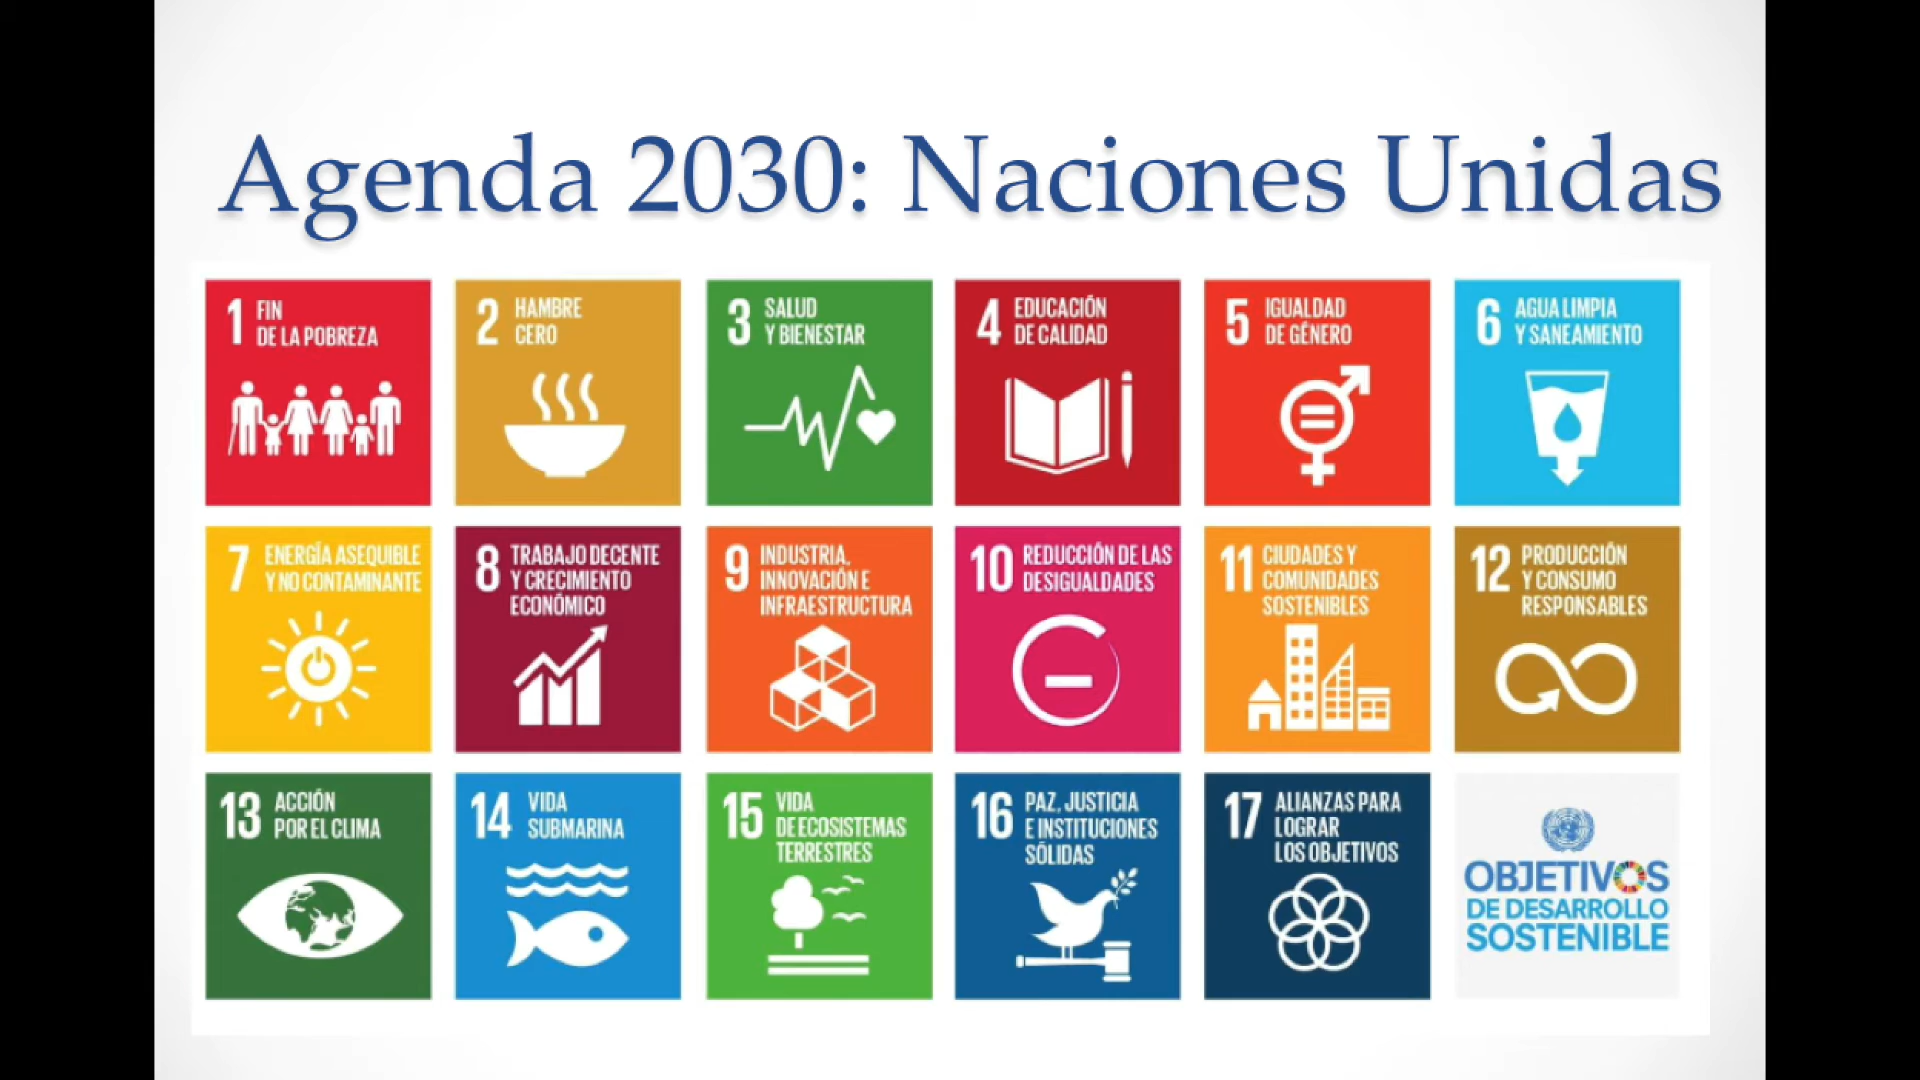 Agenda 2030: Naciones Unidas
1 FIN
DE LA POBREZA
2 HAMBRE
CERO
3 SALUD
Y BIENESTAR
4 EDUCACIÓN
DE CALIDAD
5 IGUALDAD
DE GÉNERO
6 AGUA LIMPIA
Y SANEAMIENTO
7 ENERGÍA ASEQUIBLE
Y NO CONTAMINANTE
8 TRABAJO DECENTE
Y CRECIMIENTO
ECONÓMICO
9 INDUSTRIA,
INNOVACIÓN E
INFRAESTRUCTURA
10 REDUCCIÓN DE LAS
DESIGUALDADES
11 CIUDADES Y
COMUNIDADES
SOSTENIBLES
12 PRODUCCIÓN
Y CONSUMO
RESPONSABLES
13 ACCIÓN
POR EL CLIMA
14 VIDA
SUBMARINA
15 VIDA
DE ECOSISTEMAS
TERRESTRES
16 PAZ, JUSTICIA
E INSTITUCIONES
SÓLIDAS
17 ALIANZAS PARA
LOGRAR
LOS OBJETIVOS
OBJETIVOS
DE DESARROLLO
SOSTENIBLE